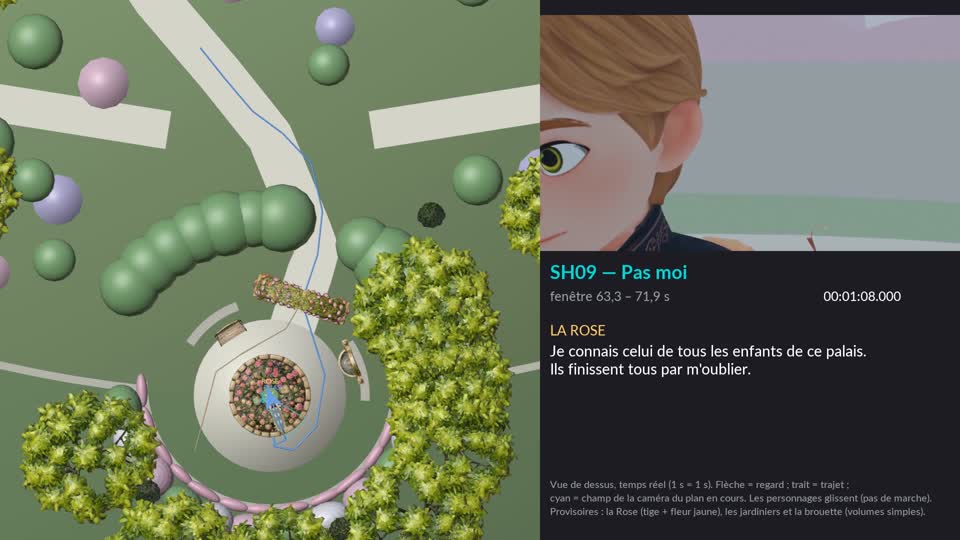 ROSE
SH09 — Pas moi
fenêtre 63,3 – 71,9 s
00:01:08.000
LA ROSE
Je connais celui de tous les enfants de ce palais.
Ils finissent tous par m'oublier.
Vue de dessus, temps réel (1 s = 1 s). Flèche = regard ; trait = trajet ;
cyan = champ de la caméra du plan en cours. Les personnages glissent (pas de marche).
Provisoires : la Rose (tige + fleur jaune), les jardiniers et la brouette (volumes simples).